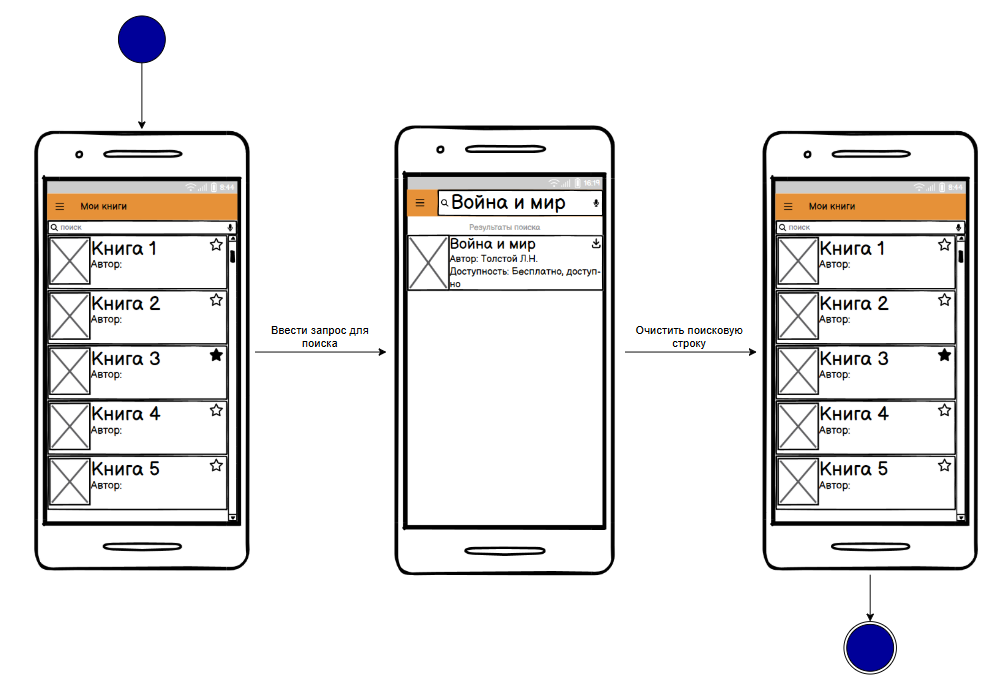 8:44
Мои книги
поиск
Книга 1
Автор:
Книга 2
Автор:
Книга 3
Автор:
Книга 4
Автор:
Книга 5
Автор:
Ввести запрос для
поиска
Война и мир
Результаты поиска
Война и мир
Автор: Толстой Л.Н.
Доступность: Бесплатно, доступ-
но
Очистить поисковую
строку
8:44
Мои книги
поиск
Книга 1
Автор:
Книга 2
Автор:
Книга 3
Автор:
Книга 4
Автор:
Книга 5
Автор: